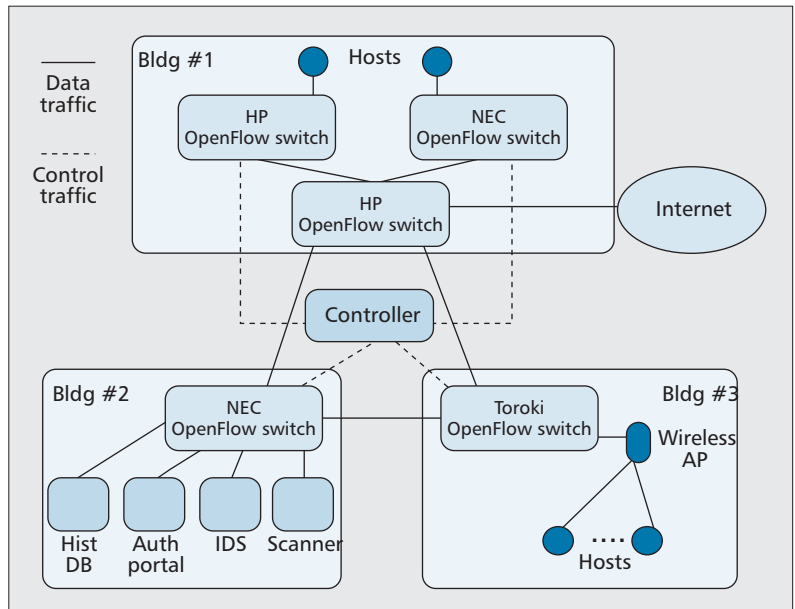 Bldg #1
Hosts
Data
traffic
HP
OpenFlow switch
NEC
OpenFlow switch
Control
traffic
HP
OpenFlow switch
Internet
Controller
Bldg #2
NEC
OpenFlow switch
Toroki
OpenFlow switch
Bldg #3
Wireless
AP
Hist
DB
Auth
portal
IDS
Scanner
....
Hosts